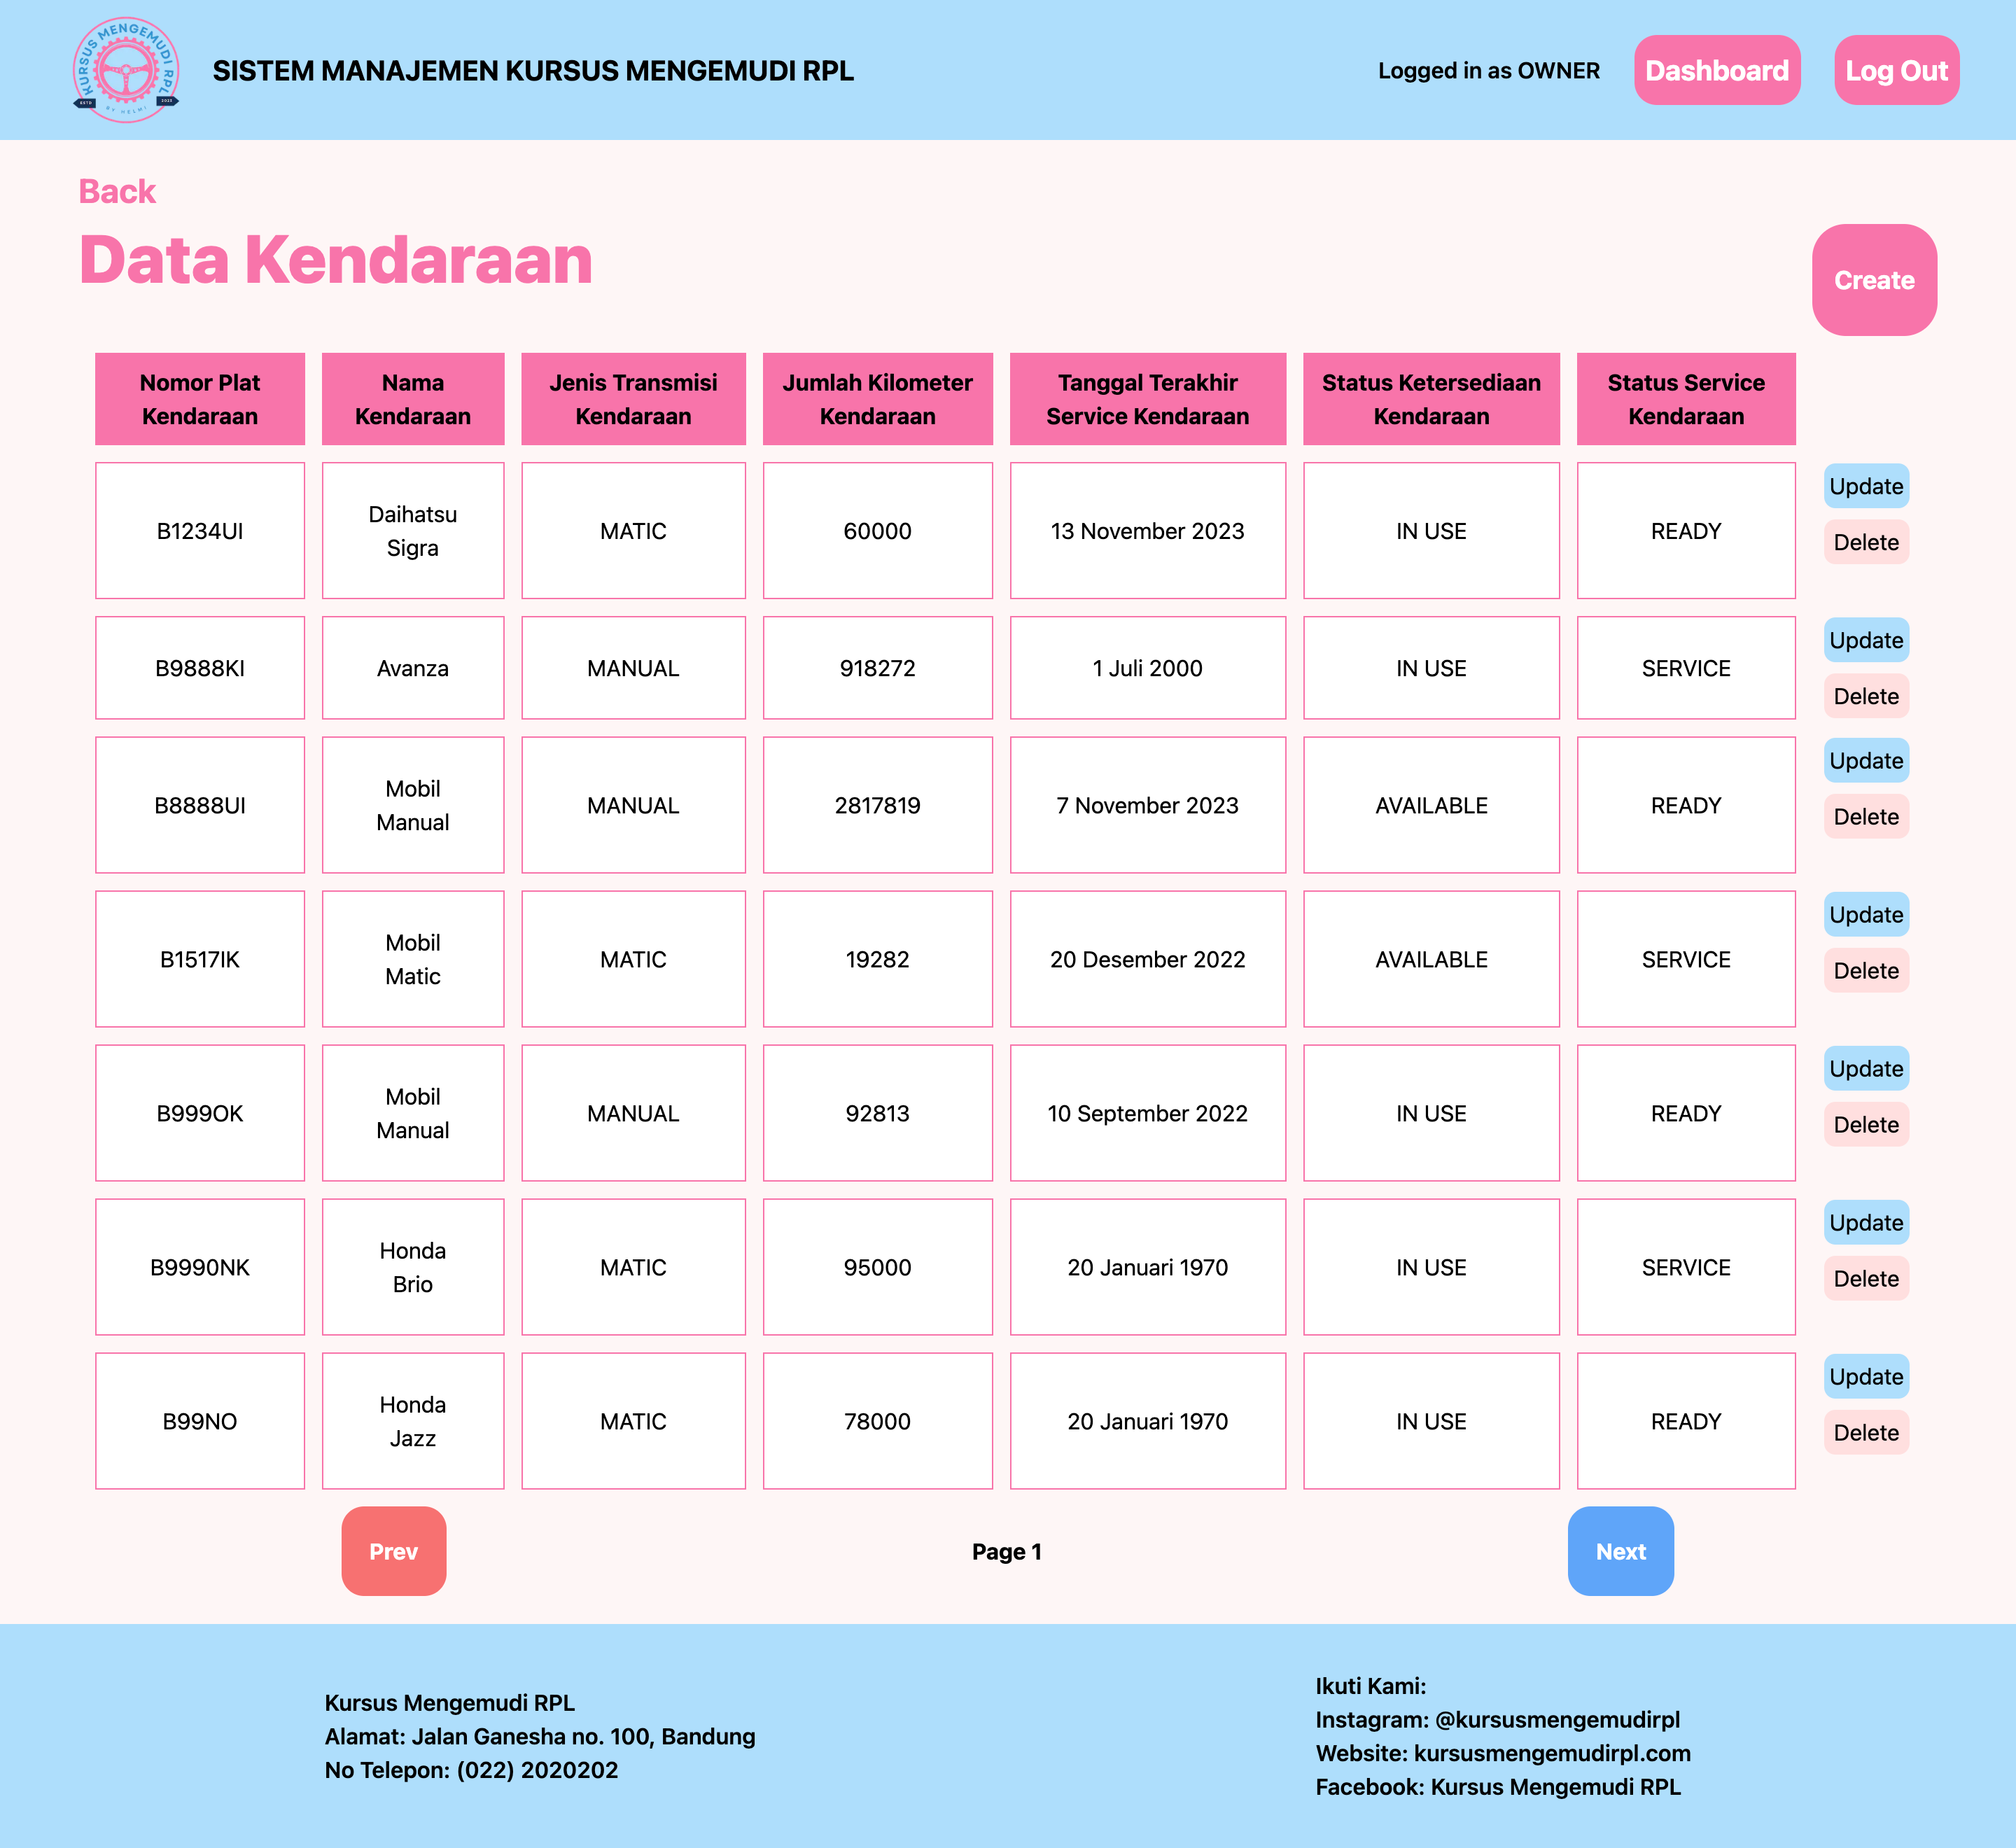 KURSUS MENGEMUDI RPL
ESTD
2023
BY HELMI
SISTEM MANAJEMEN KURSUS MENGEMUDI RPL
Logged in as OWNER
Dashboard
Log Out
Back
Data Kendaraan
Create
Nomor Plat
Kendaraan
Nama
Kendaraan
Jenis Transmisi
Kendaraan
Jumlah Kilometer
Kendaraan
Tanggal Terakhir
Service Kendaraan
Status Ketersediaan
Kendaraan
Status Service
Kendaraan
B1234UI
Daihatsu
Sigra
MATIC
60000
13 November 2023
IN USE
READY
Update
Delete
B9888KI
Avanza
MANUAL
918272
1 Juli 2000
IN USE
SERVICE
Update
Delete
B8888UI
Mobil
Manual
MANUAL
2817819
7 November 2023
AVAILABLE
READY
Update
Delete
B1517IK
Mobil
Matic
MATIC
19282
20 Desember 2022
AVAILABLE
SERVICE
Update
Delete
B999OK
Mobil
Manual
MANUAL
92813
10 September 2022
IN USE
READY
Update
Delete
B9990NK
Honda
Brio
MATIC
95000
20 Januari 1970
IN USE
SERVICE
Update
Delete
B99NO
Honda
Jazz
MATIC
78000
20 Januari 1970
IN USE
READY
Update
Delete
Prev
Page 1
Next
Kursus Mengemudi RPL
Alamat: Jalan Ganesha no. 100, Bandung
No Telepon: (022) 2020202
Ikuti Kami:
Instagram: @kursusmengemudirpl
Website: kursusmengemudirpl.com
Facebook: Kursus Mengemudi RPL